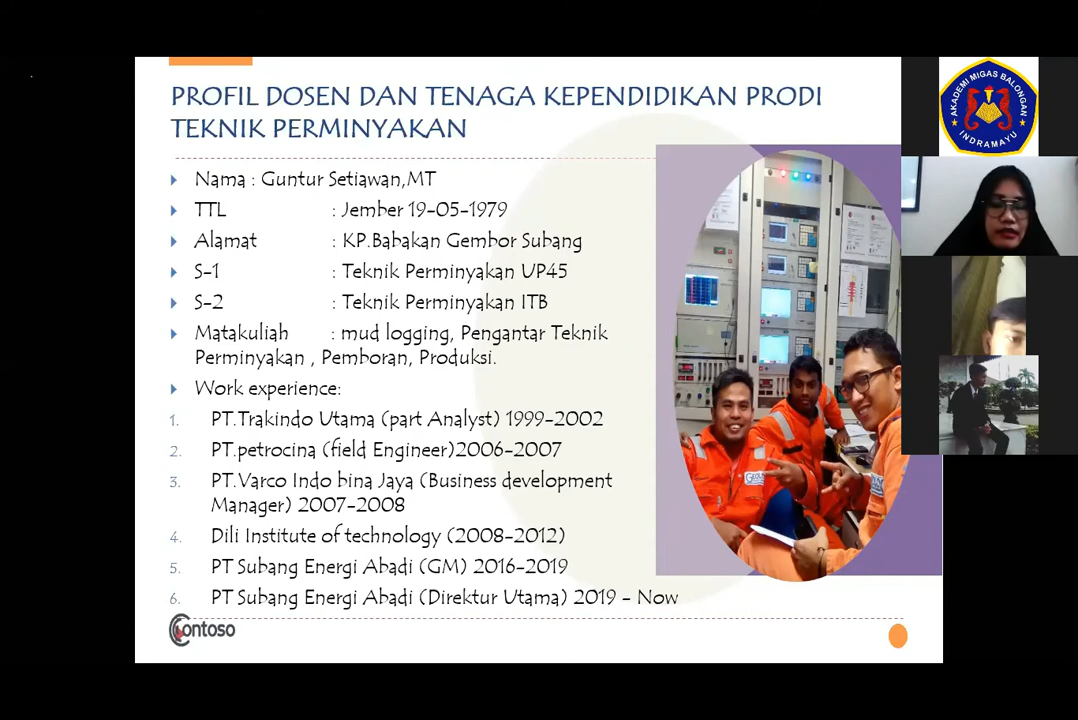 PROFIL DOSEN DAN TENAGA KEPENDIDIKAN PRODI
TEKNIK PERMINYAKAN
Nama : Guntur Setiawan,MT
TTL : Jember 19-05-1979
Alamat : KP.Babakan Gembor Subang
S-1 : Teknik Perminyakan UP45
S-2 : Teknik Perminyakan ITB
Matakuliah : mud logging, Pengantar Teknik
Perminyakan , Pemboran, Produksi.
Work experience:
1. PT.Trakindo Utama (part Analyst) 1999-2002
2. PT.petrocina (field Engineer)2006-2007
3. PT.Varco Indo bina Jaya (Business development
Manager) 2007-2008
4. Dili Institute of technology (2008-2012)
5. PT Subang Energi Abadi (GM) 2016-2019
6. PT Subang Energi Abadi (Direktur Utama) 2019 - Now
Contoso
AKADEMI MIGAS BALONGAN
INDRAMAYU